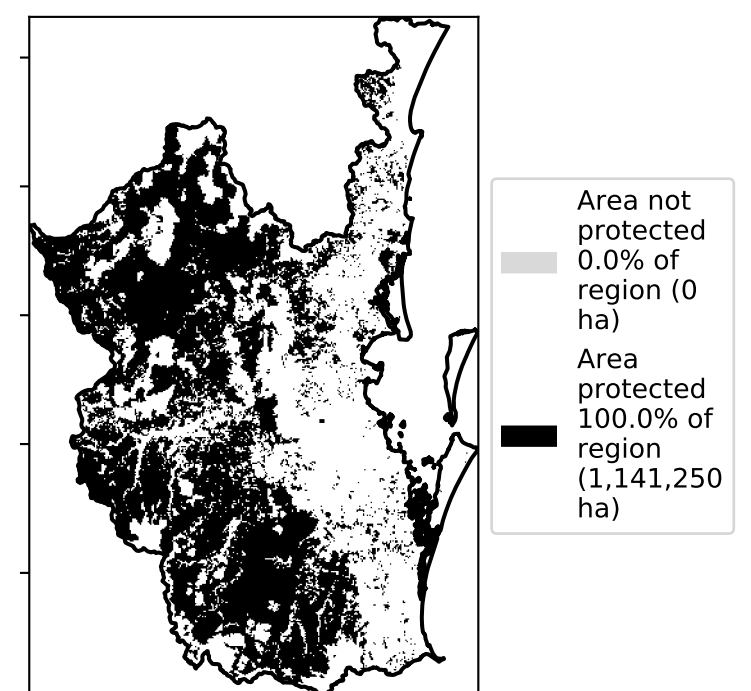 Area not
protected
0.0% of
region (0
ha)
Area
protected
100.0% of
region
(1,141,250
ha)